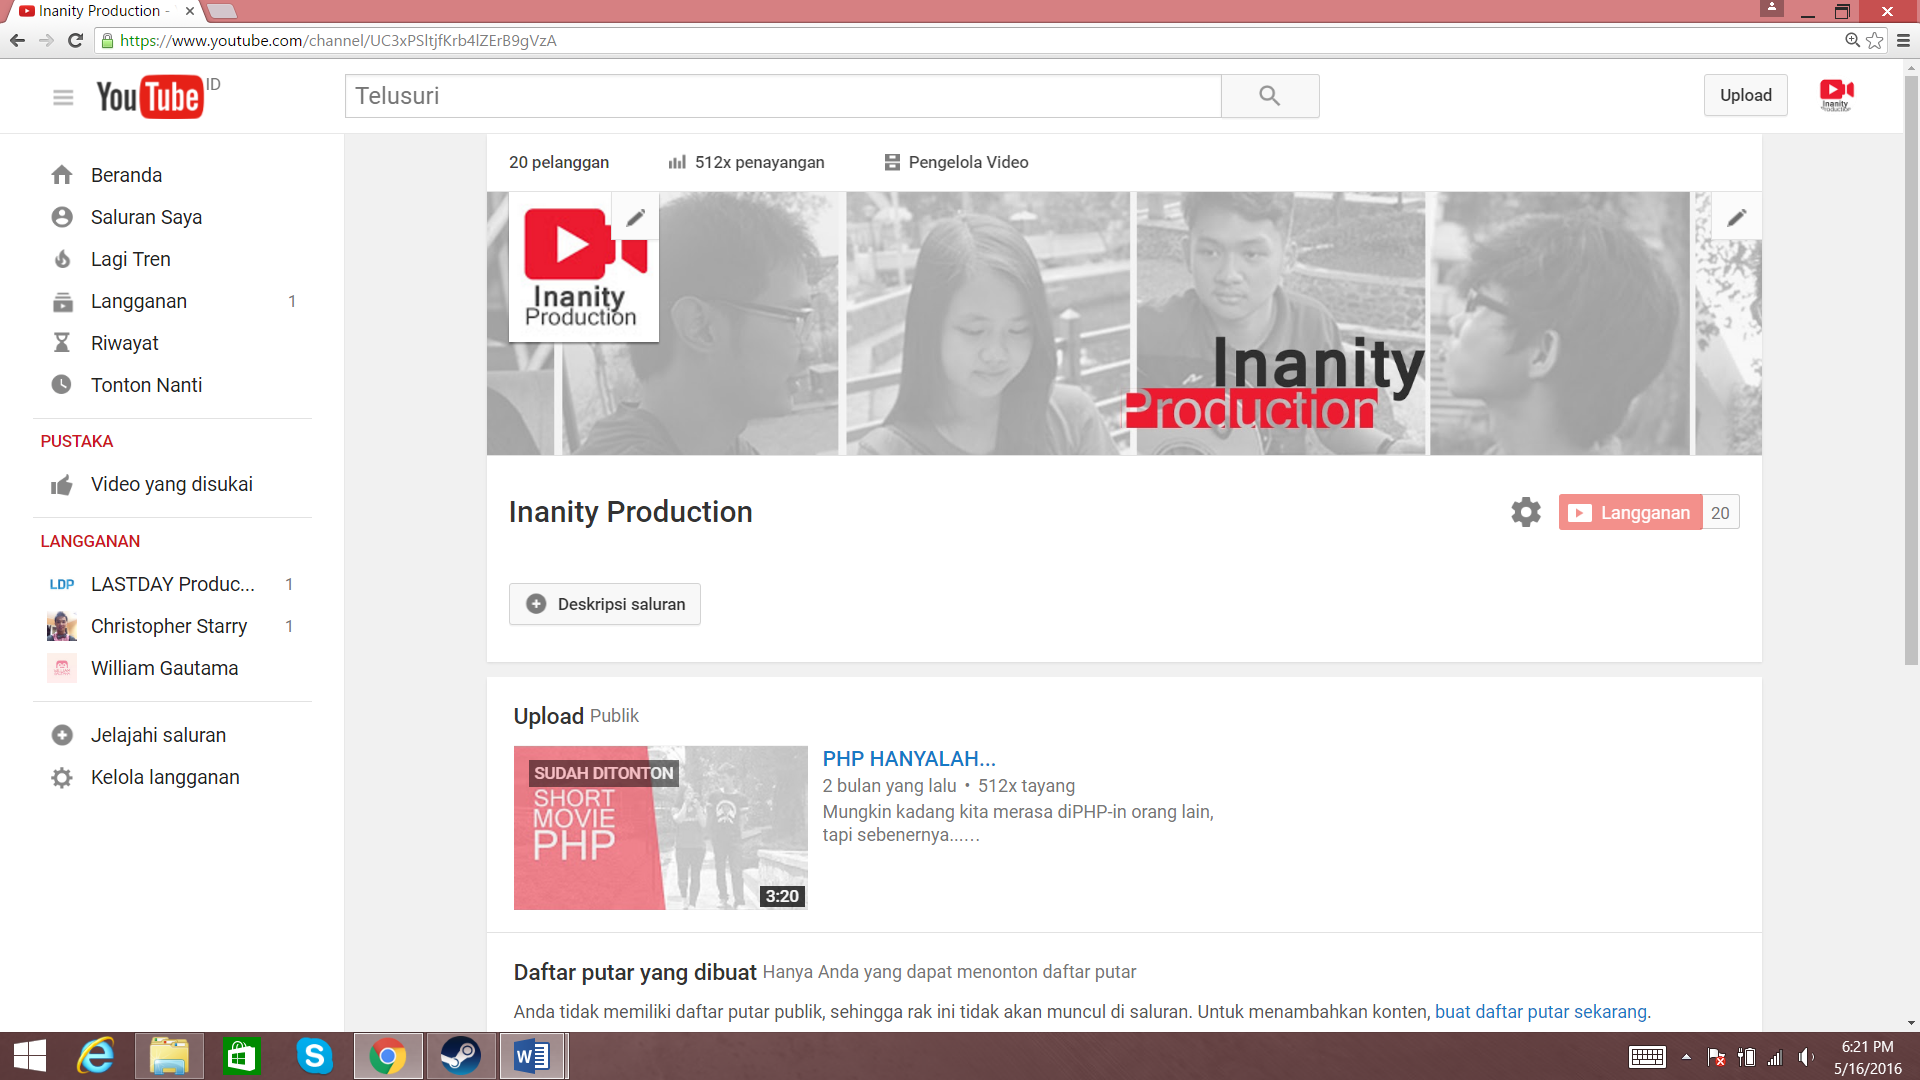 Inanity Production -
https://www.youtube.com/channel/UC3xPSltjfKrb4lZErB9gVzA
YouTube ID
Telusuri
Upload
Inanity
Production
Beranda
Saluran Saya
Lagi Tren
Langganan 1
Riwayat
Tonton Nanti
PUSTAKA
Video yang disukai
LANGGANAN
LDP LASTDAY Produc... 1
Christopher Starry 1
William Gautama
Jelajahi saluran
Kelola langganan
20 pelanggan 512x penayangan Pengelola Video
Inanity
Production
Inanity
Production
Inanity Production
Langganan 20
Deskripsi saluran
Upload Publik
SUDAH DITONTON
SHORT
MOVIE
PHP
3:20
PHP HANYALAH...
2 bulan yang lalu • 512x tayang
Mungkin kadang kita merasa diPHP-in orang lain,
tapi sebenernya......
Daftar putar yang dibuat Hanya Anda yang dapat menonton daftar putar
Anda tidak memiliki daftar putar publik, sehingga rak ini tidak akan muncul di saluran. Untuk menambahkan konten, buat daftar putar sekarang.
6:21 PM
5/16/2016